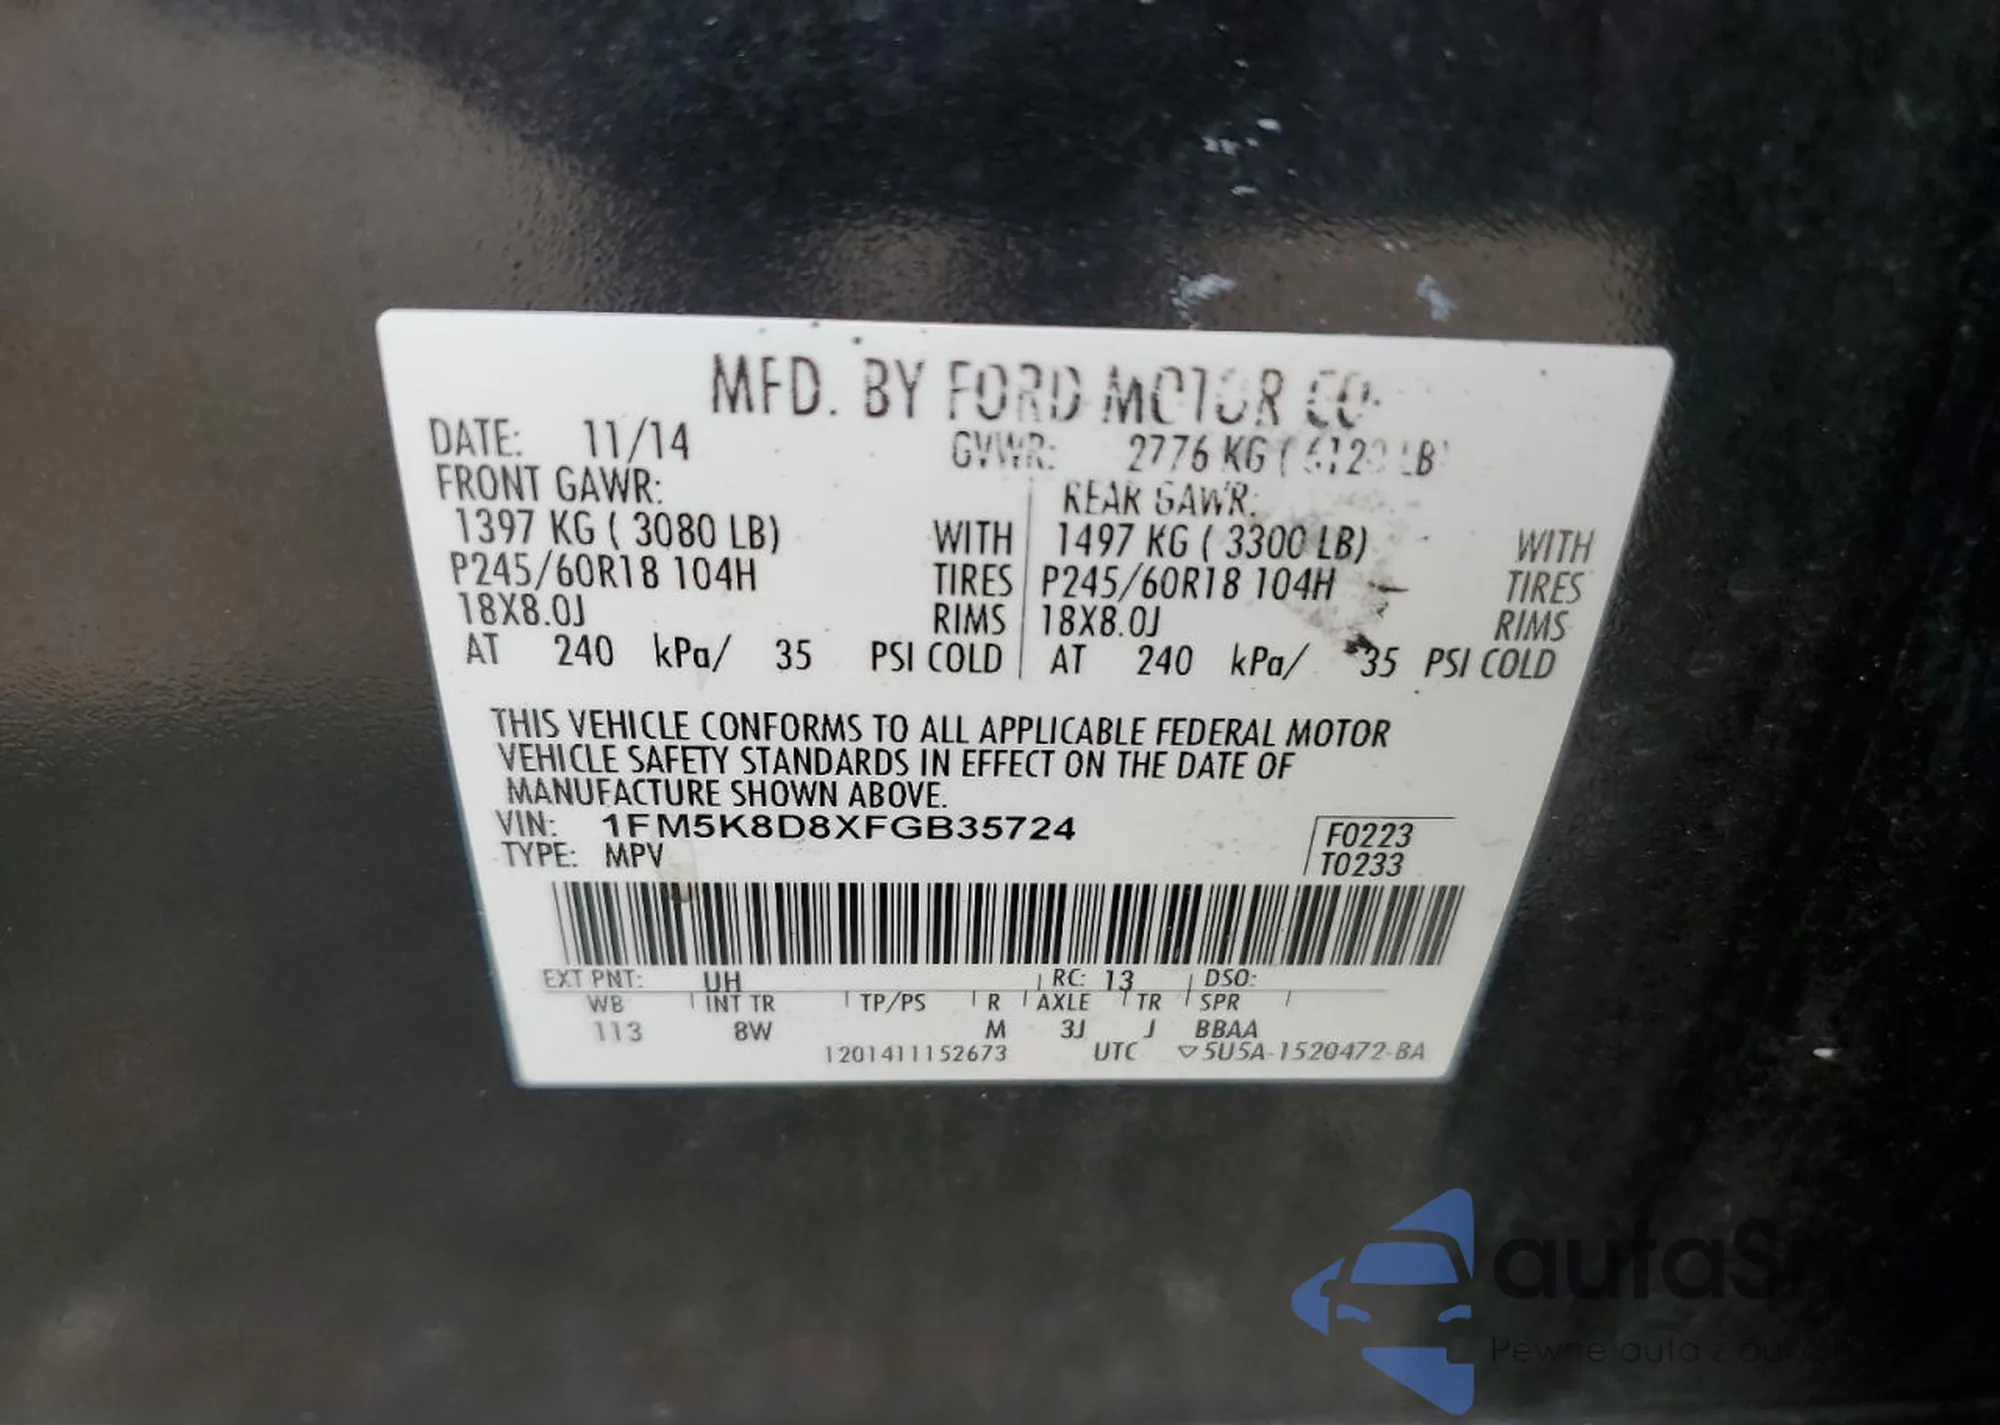 MFD. BY FORD MOTOR CO.
DATE: 11/14 GVWR: 2776 KG ( 6120 LB)
FRONT GAWR: REAR GAWR:
1397 KG ( 3080 LB) WITH 1497 KG ( 3300 LB) WITH
P245/60R18 104H TIRES P245/60R18 104H TIRES
18X8.0J RIMS 18X8.0J RIMS
AT 240 kPa/ 35 PSI COLD AT 240 kPa/ 35 PSI COLD
THIS VEHICLE CONFORMS TO ALL APPLICABLE FEDERAL MOTOR
VEHICLE SAFETY STANDARDS IN EFFECT ON THE DATE OF
MANUFACTURE SHOWN ABOVE.
VIN: 1FM5K8D8XFGB35724 F0223
TYPE: MPV T0233
EXT PNT: UH RC: 13 DSO:
WB INT TR TP/PS R AXLE TR SPR
113 8W M 3J J BBAA
1201411152673 UTC ▽5U5A-1520472-BA
Pewne auta z